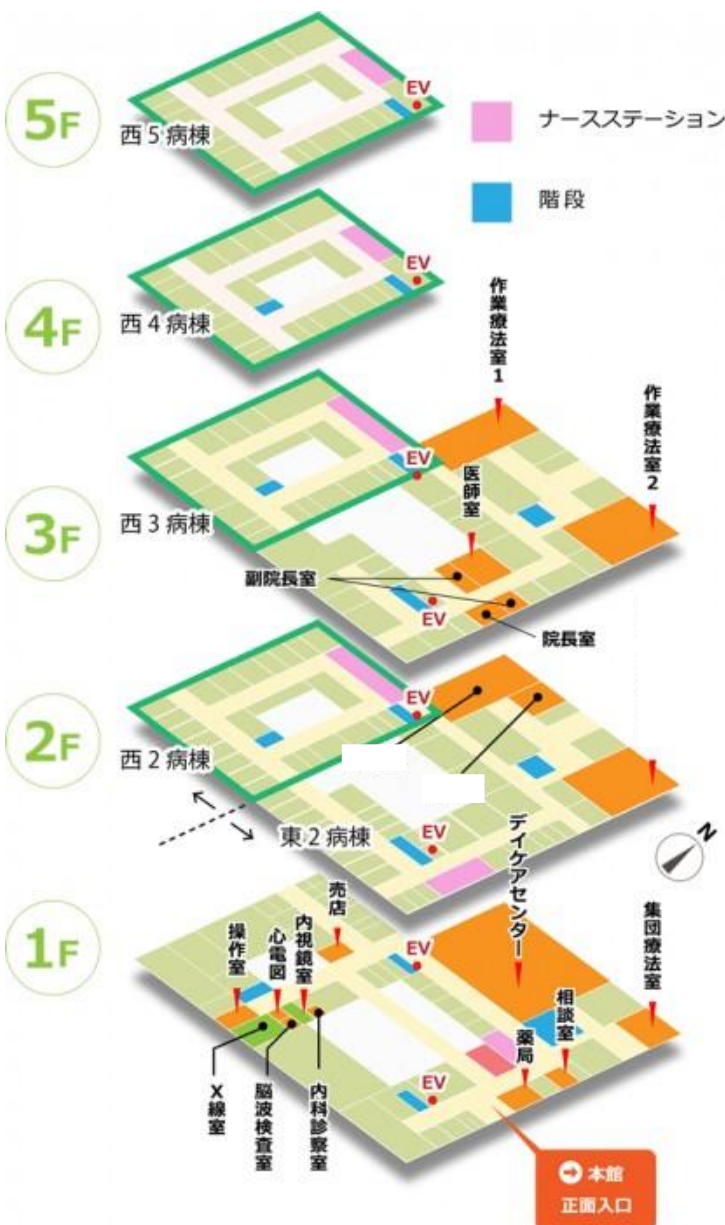 5F
西5病棟
EV
ナースステーション
階段
4F
西4病棟
EV
作業療法室1
作業療法室2
3F
西3病棟
EV
医師室
副院長室
EV
院長室
2F
西2病棟
EV
東2病棟
EV
デイケアセンター
N
1F
売店
内視鏡室
心電図
操作室
EV
集団療法室
相談室
薬局
EV
X線室
脳波検査室
内科診察室
本館
正面入口